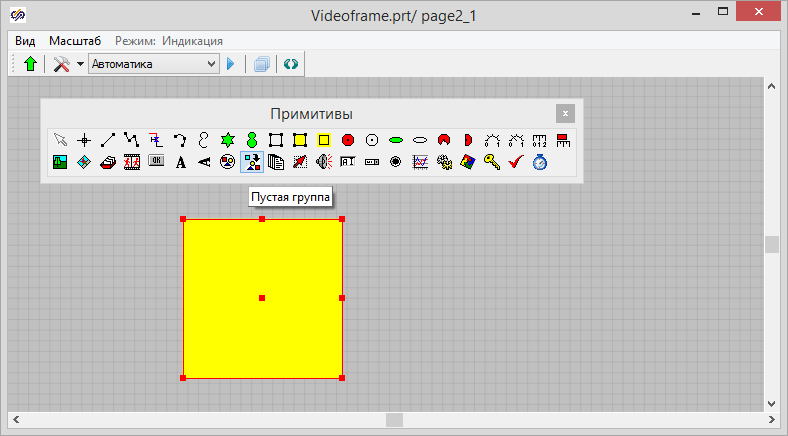 Videoframe.prt/ page2_1
Вид Масштаб Режим: Индикация
Автоматика
Примитивы
OK
A
Пустая группа